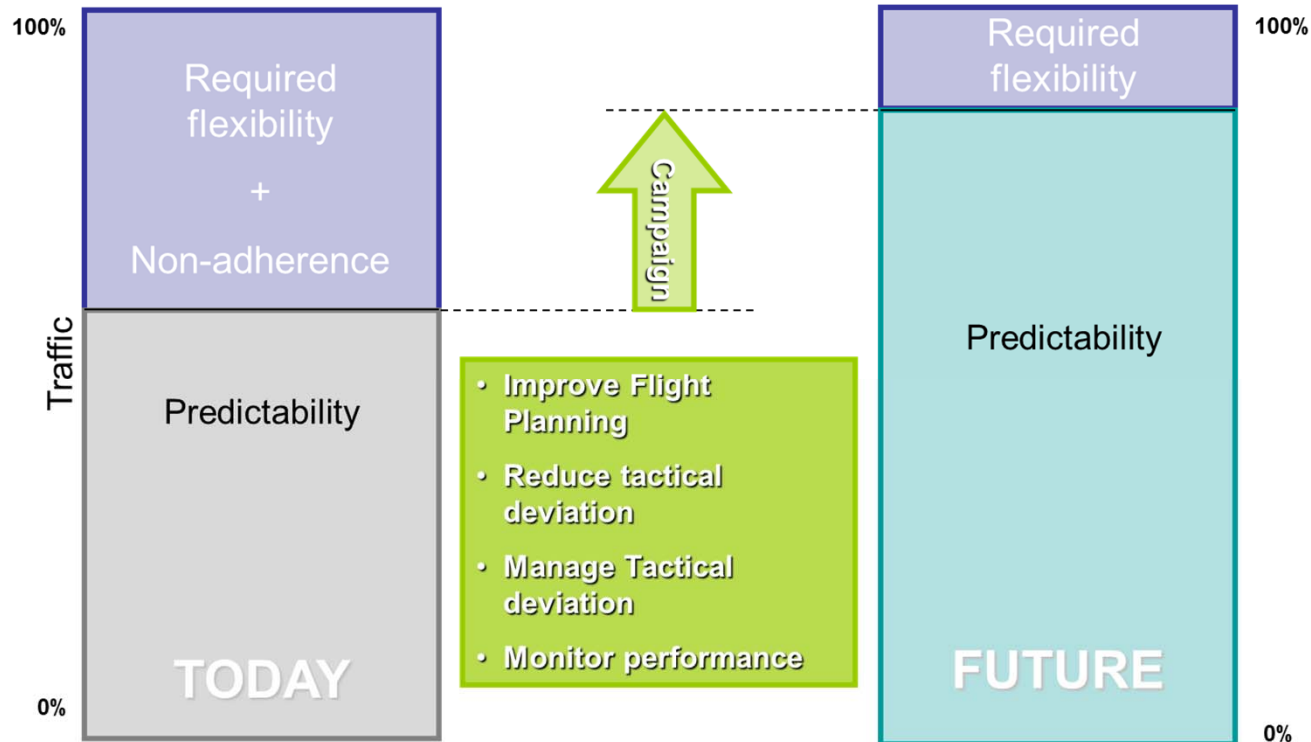 100%
Required
flexibility
+
Non-adherence
Traffic
Predictability
TODAY
0%
Campaign
• Improve Flight
Planning
• Reduce tactical
deviation
• Manage Tactical
deviation
• Monitor performance
Required
flexibility
100%
Predictability
FUTURE
0%